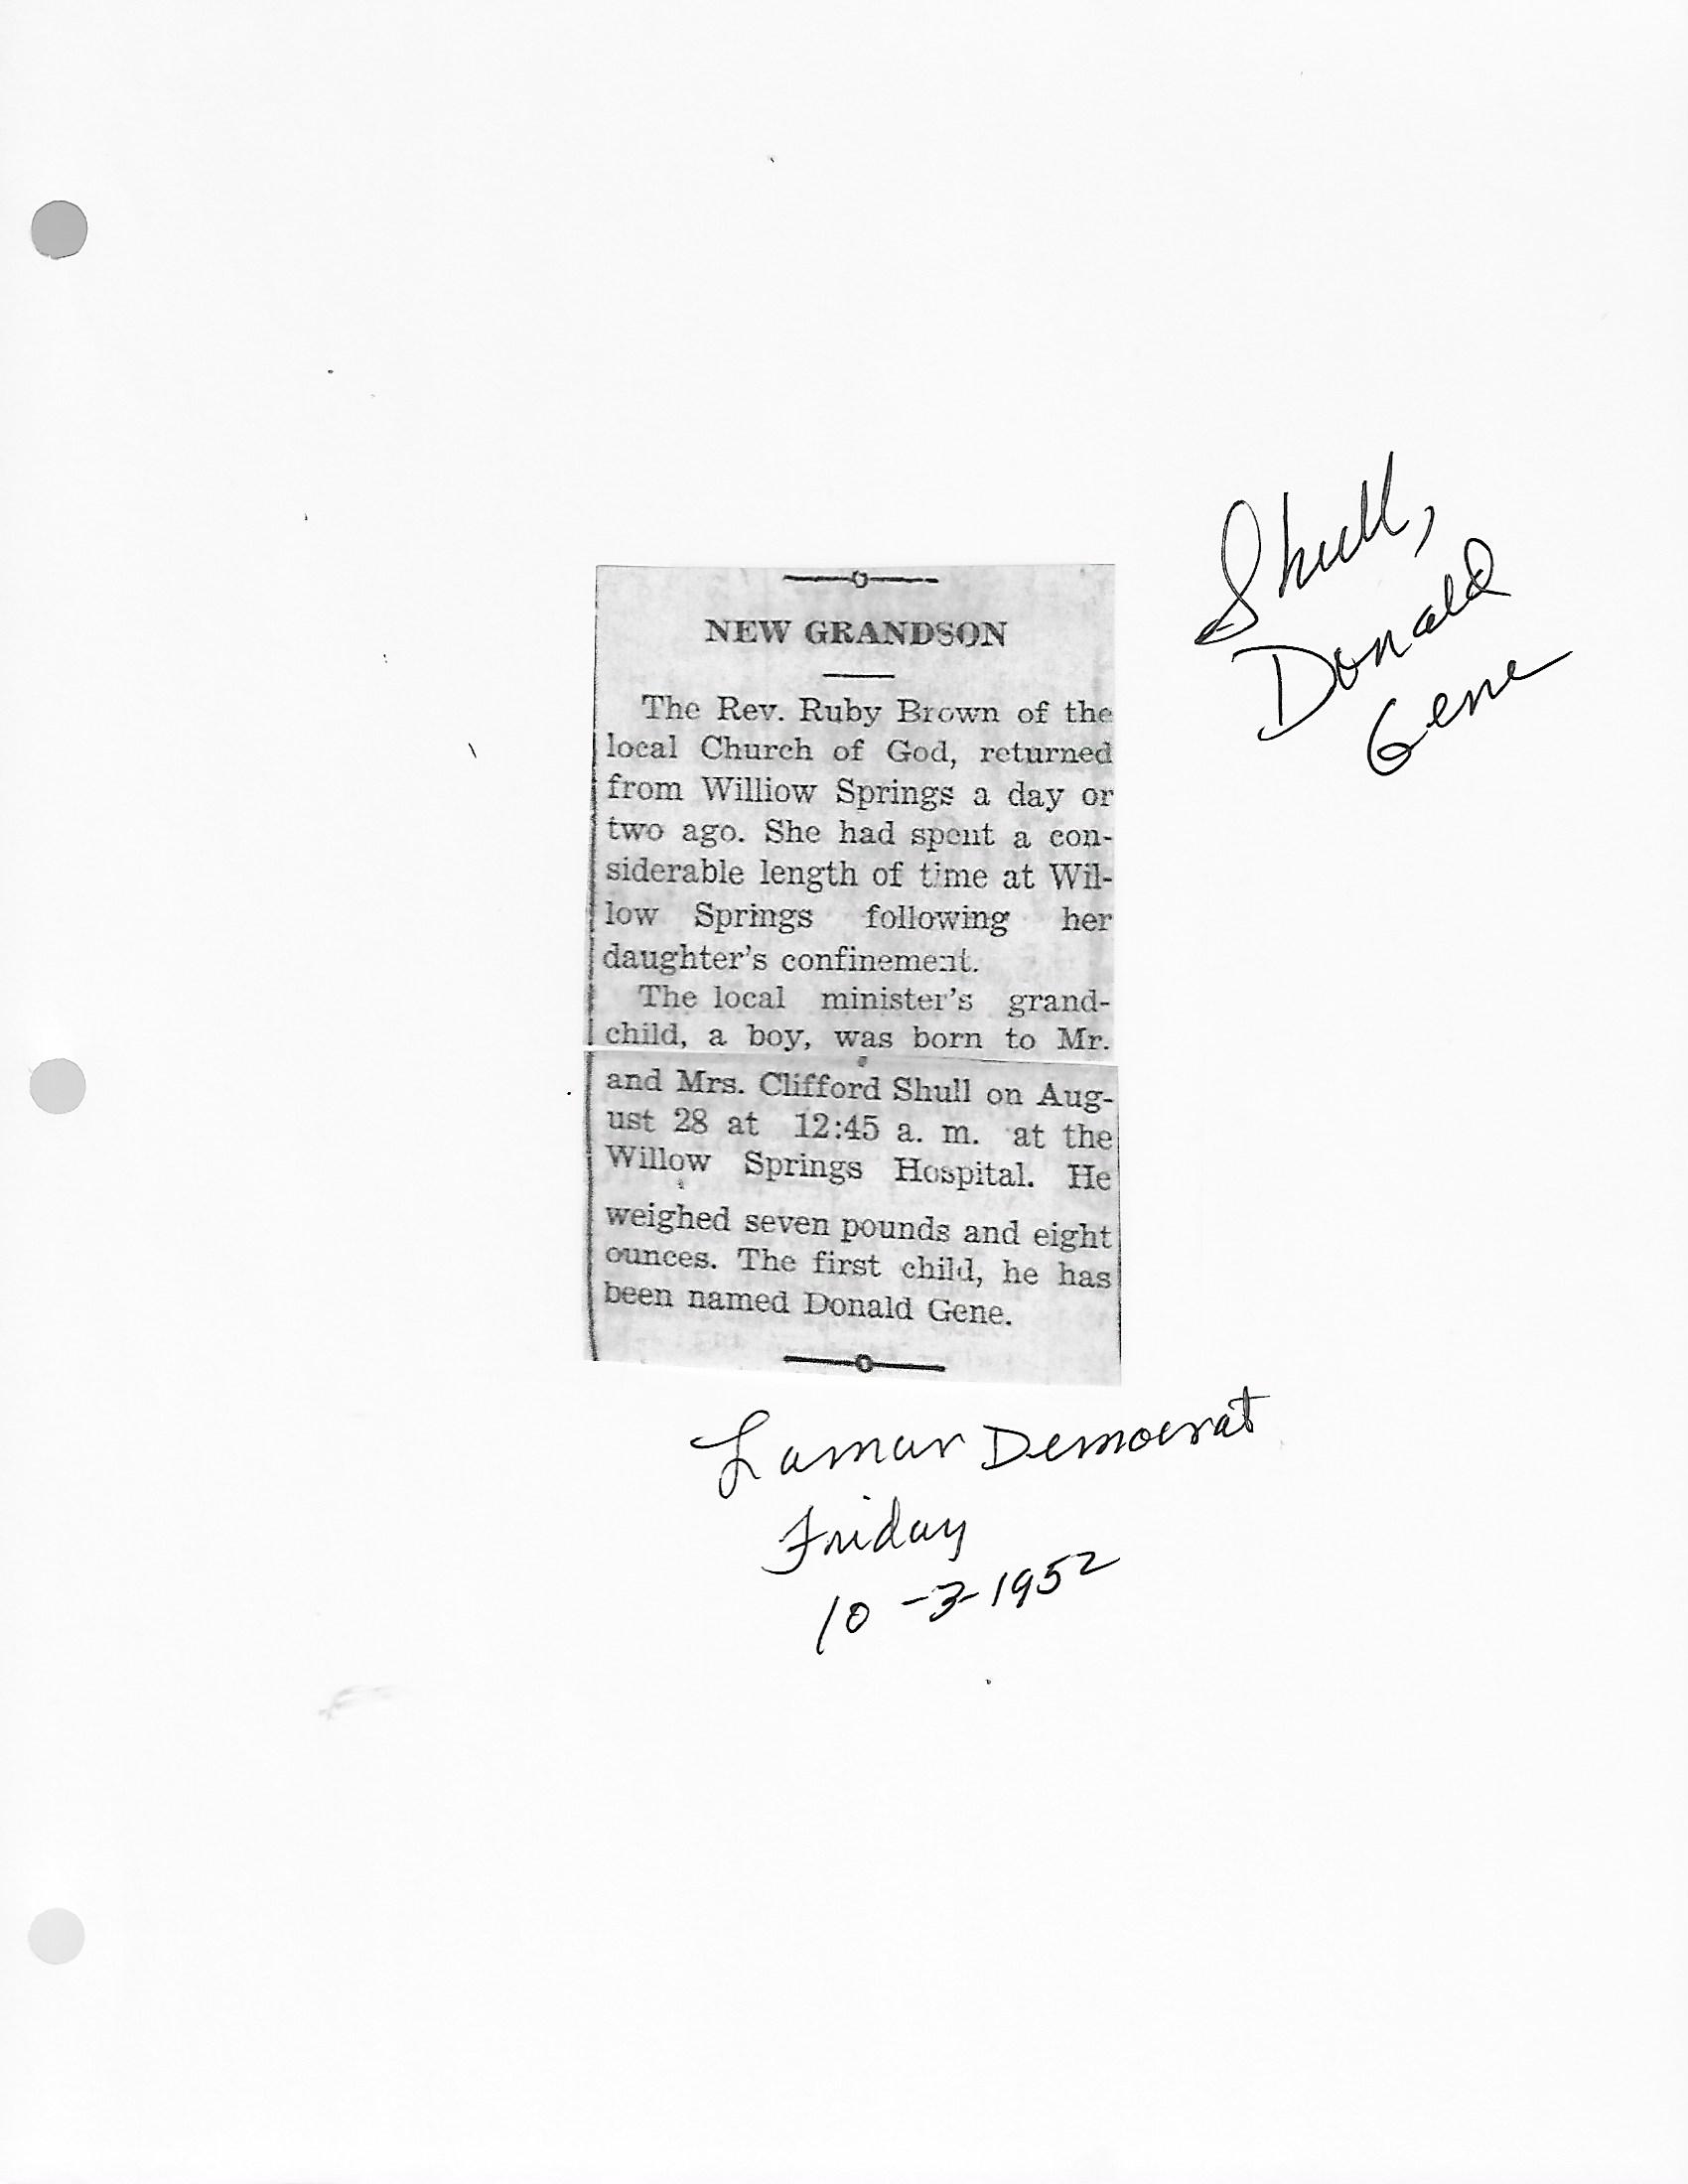 Shull,
Donald
Gene
NEW GRANDSON
The Rev. Ruby Brown of the
local Church of God, returned
from Williow Springs a day or
two ago. She had spent a con-
siderable length of time at Wil-
low Springs following her
daughter's confinement.
The local minister's grand-
child, a boy, was born to Mr.
and Mrs. Clifford Shull on Aug-
ust 28 at 12:45 a. m. at the
Willow Springs Hospital. He
weighed seven pounds and eight
ounces. The first child, he has
been named Donald Gene.
Lamar Democrat
Friday
10-3-1952